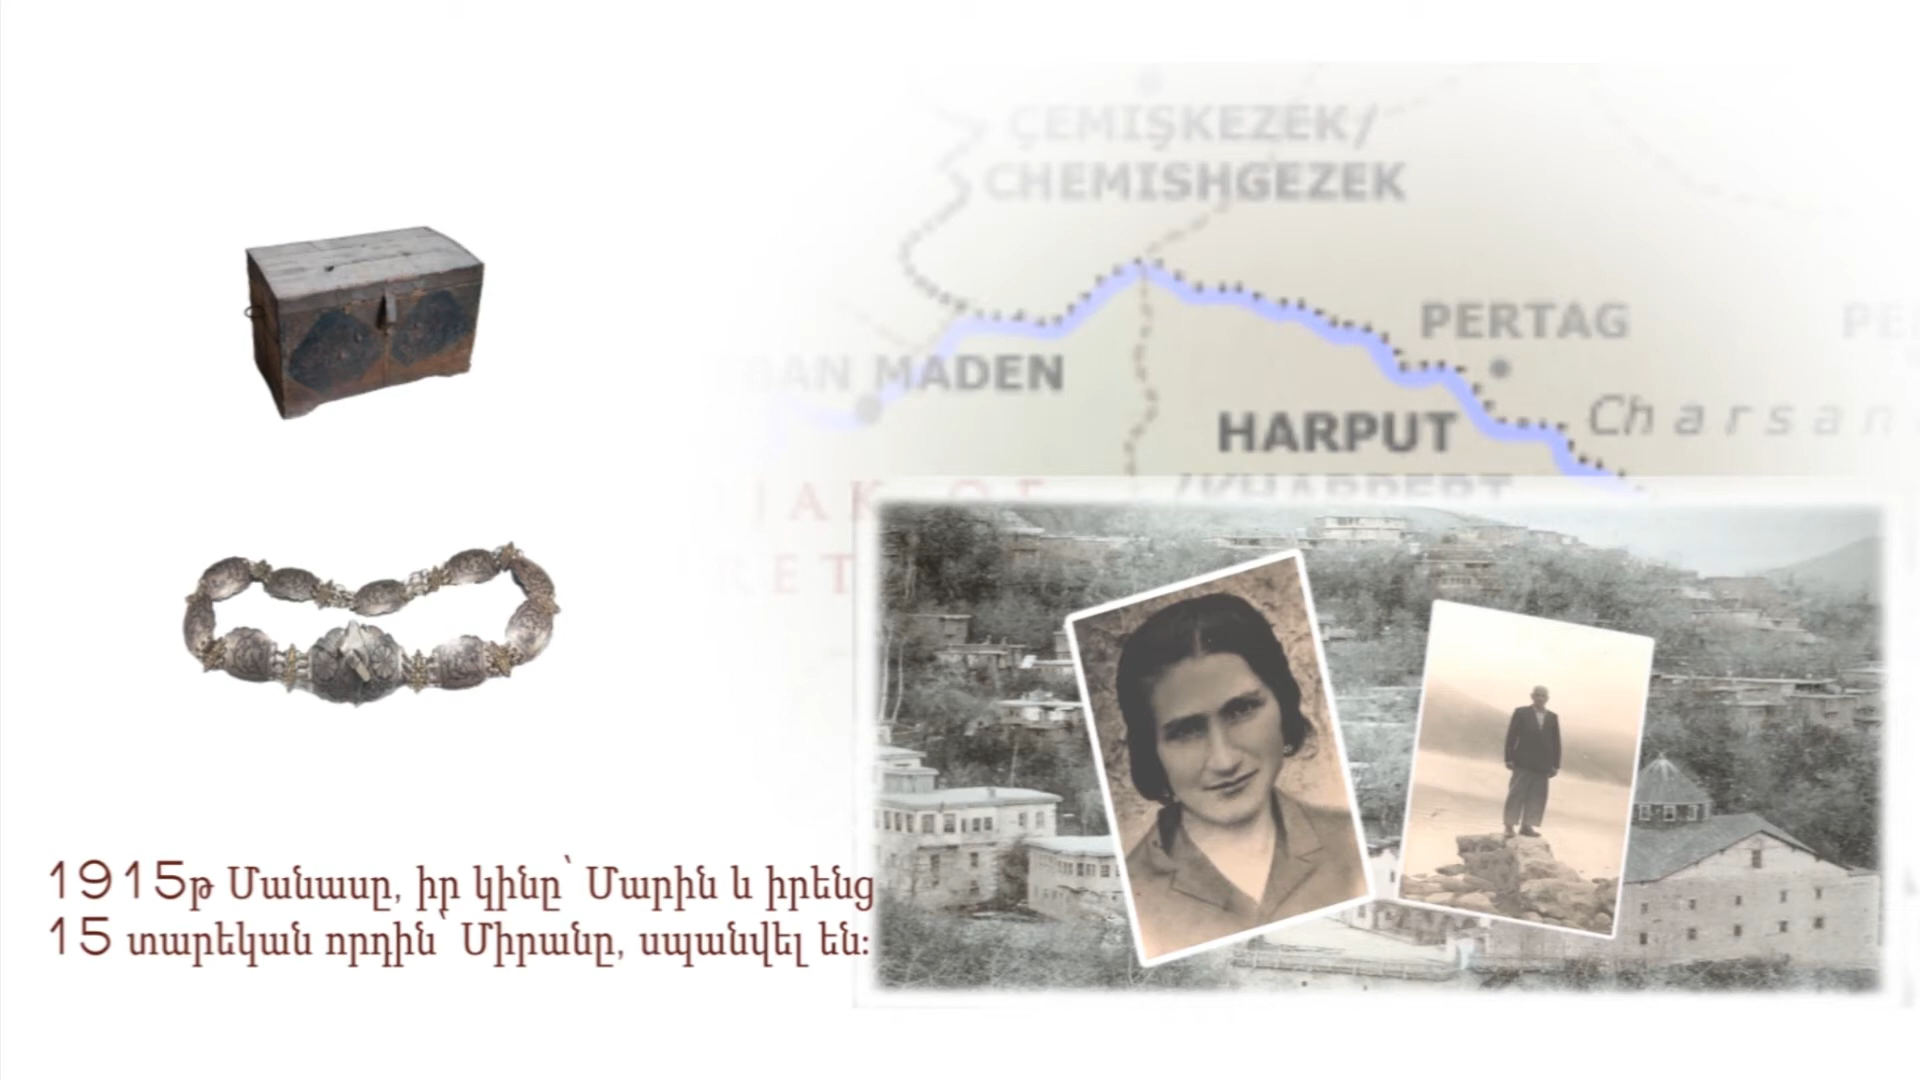 ÇEMIŞKEZEK/
CHEMISHGEZEK
PERTAG
MADEN
HARPUT
Charsan
1915թ Մանասը, իր կինը՝ Մարին և իրենց
15 տարեկան որդին՝ Միրանը, սպանվել են։